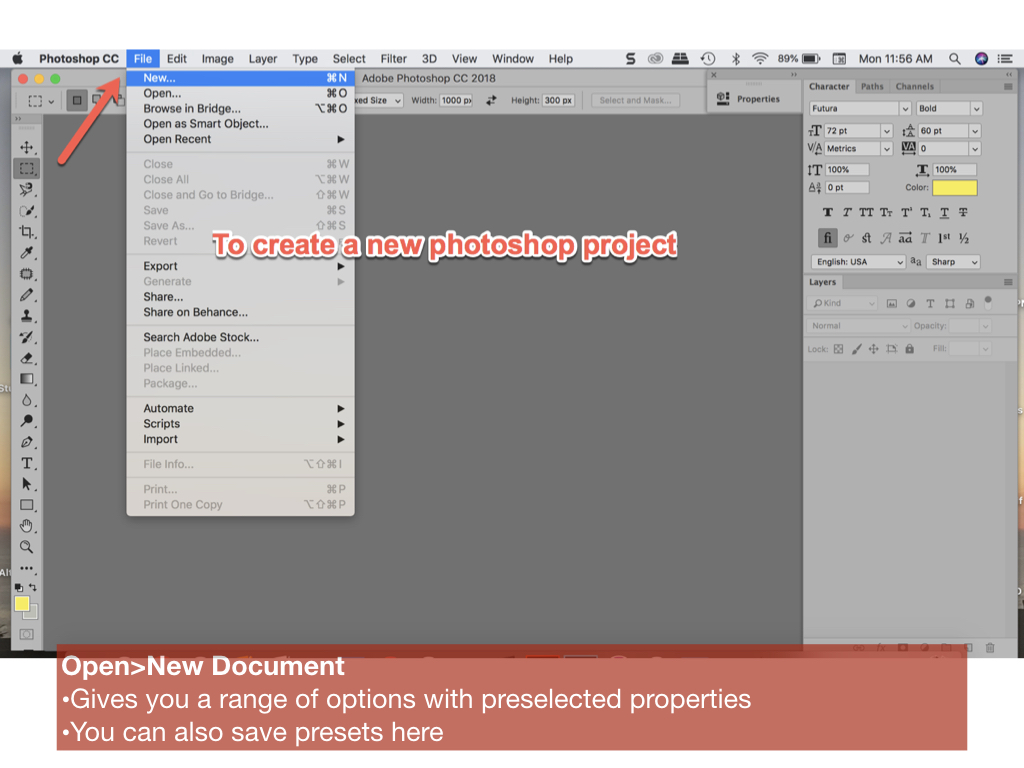 Photoshop CC File Edit Image Layer Type Select Filter 3D View Window Help 89% Mon 11:56 AM
Adobe Photoshop CC 2018
Size Width: 1000 px Height: 300 px Select and Mask...
New... ⌘N
Open... ⌘O
Browse in Bridge... ⌥⌘O
Open as Smart Object...
Open Recent
Close ⌘W
Close All ⌥⌘W
Close and Go to Bridge... ⇧⌘W
Save ⌘S
Save As... ⇧⌘S
Revert
Export
Generate
Share...
Share on Behance...
Search Adobe Stock...
Place Embedded...
Place Linked...
Package...
Automate
Scripts
Import
File Info... ⌥⇧⌘I
Print... ⌘P
Print One Copy ⌥⇧⌘P
To create a new photoshop project
Properties
Character Paths Channels
Futura Bold
72 pt 60 pt
Metrics 0
100% 100%
0 pt Color:
English: USA Sharp
Layers
Kind
Normal Opacity:
Lock: Fill:
Open>New Document
•Gives you a range of options with preselected properties
•You can also save presets here